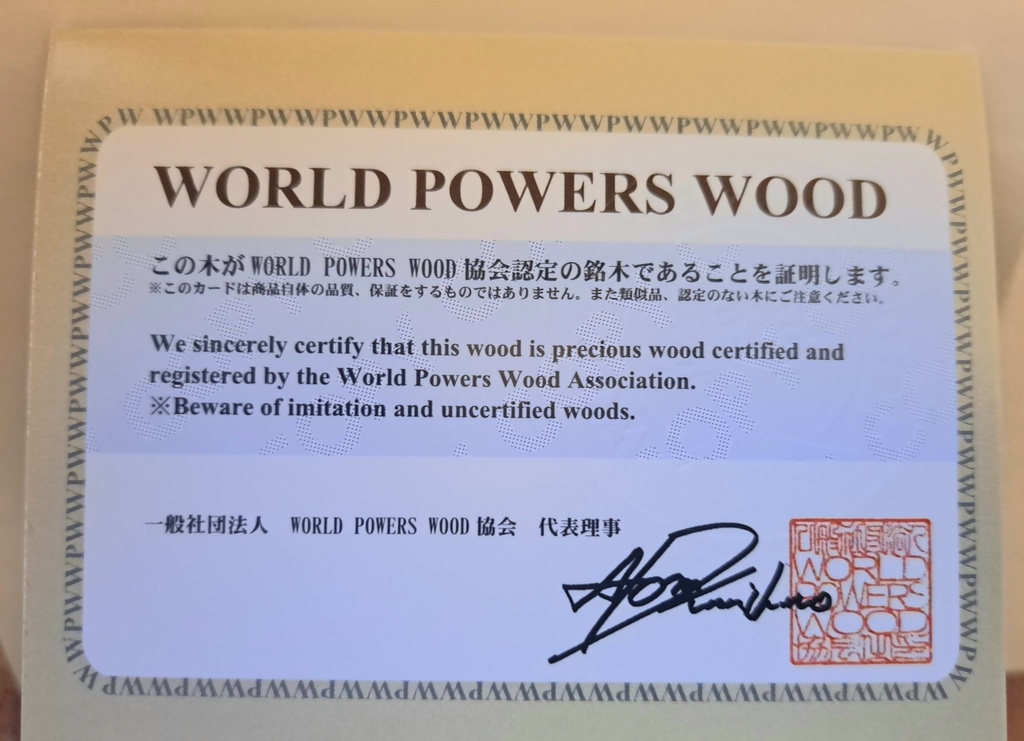 WORLD POWERS WOOD
この木がWORLD POWERS WOOD協会認定の銘木であることを証明します。
※このカードは商品自体の品質、保証をするものではありません。また類似品、認定のない木にご注意ください。
We sincerely certify that this wood is precious wood certified and
registered by the World Powers Wood Association.
※Beware of imitation and uncertified woods.
一般社団法人 WORLD POWERS WOOD協会 代表理事
WORLD
POWERS
WOOD